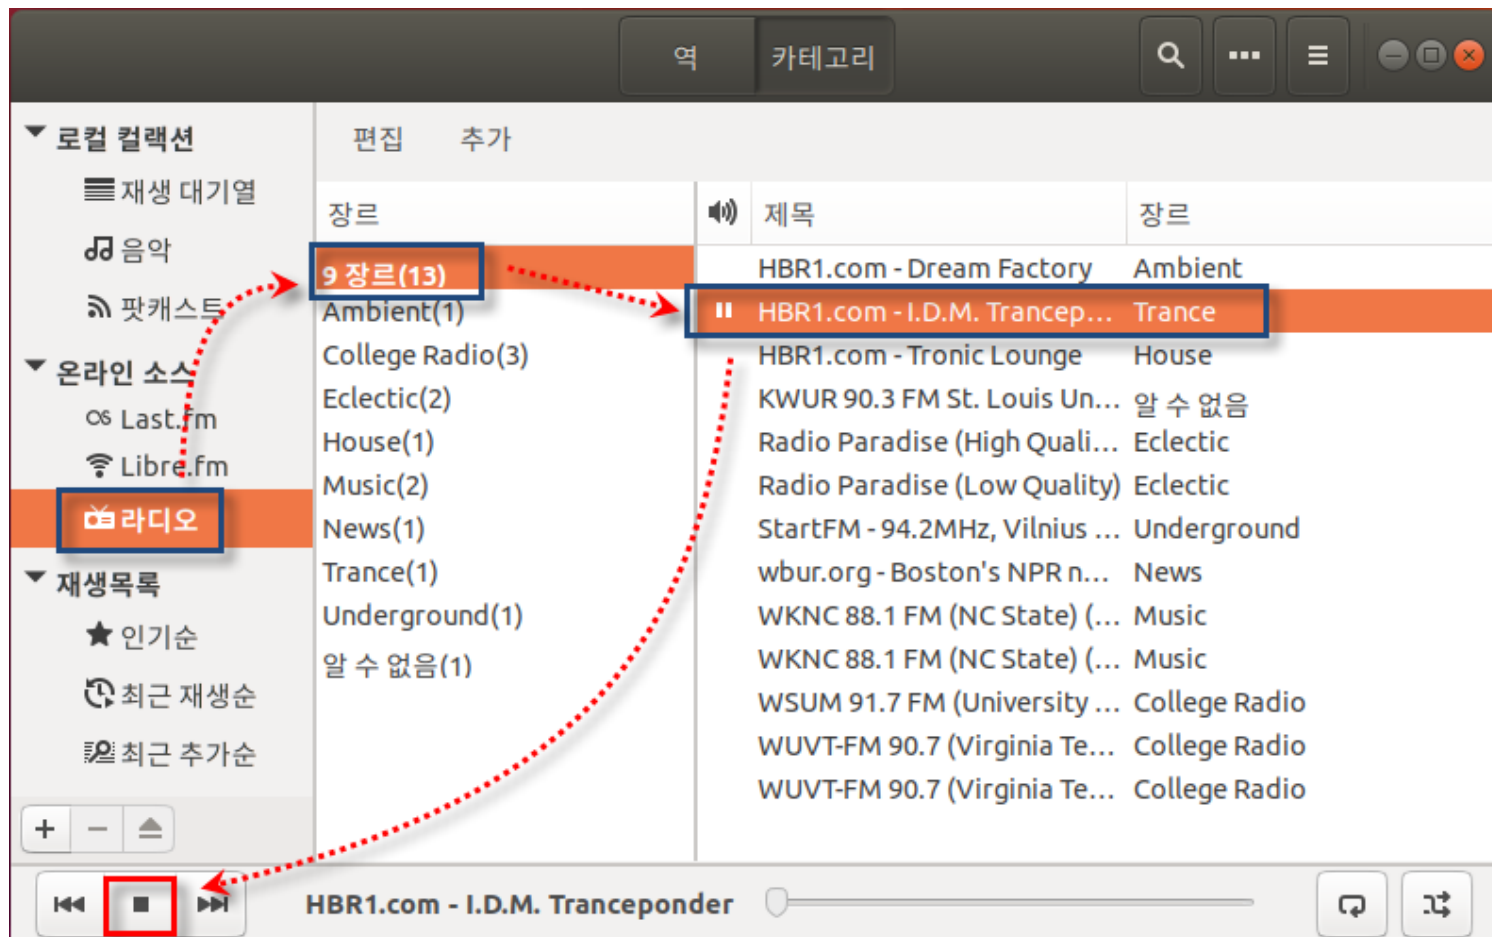 역 카테고리
로컬 컬랙션
재생 대기열
음악
팟캐스트
온라인 소스
Last.fm
Libre.fm
라디오
재생목록
인기순
최근 재생순
최근 추가순
편집 추가
장르
9 장르(13)
Ambient(1)
College Radio(3)
Eclectic(2)
House(1)
Music(2)
News(1)
Trance(1)
Underground(1)
알 수 없음(1)
제목 장르
HBR1.com - Dream Factory Ambient
HBR1.com - I.D.M. Trancep... Trance
HBR1.com - Tronic Lounge House
KWUR 90.3 FM St. Louis Un... 알 수 없음
Radio Paradise (High Quali... Eclectic
Radio Paradise (Low Quality) Eclectic
StartFM - 94.2MHz, Vilnius ... Underground
wbur.org - Boston's NPR n... News
WKNC 88.1 FM (NC State) (... Music
WKNC 88.1 FM (NC State) (... Music
WSUM 91.7 FM (University ... College Radio
WUVT-FM 90.7 (Virginia Te... College Radio
WUVT-FM 90.7 (Virginia Te... College Radio
HBR1.com - I.D.M. Tranceponder